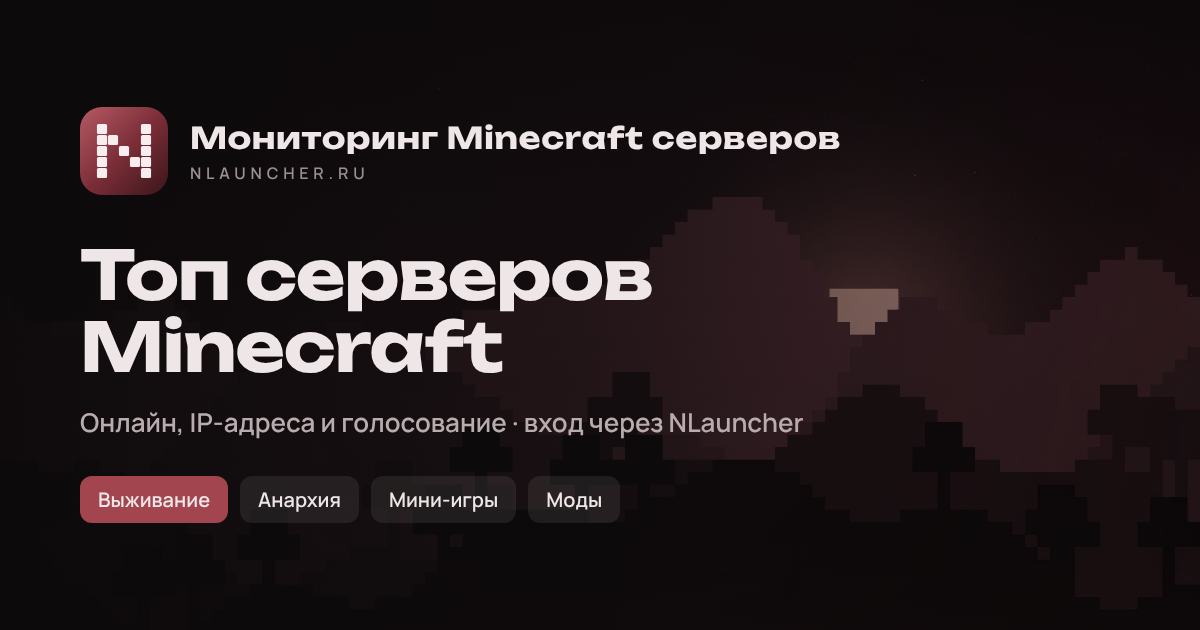 Мониторинг Minecraft серверов
NLAUNCHER.RU
Топ серверов
Minecraft
Онлайн, IP-адреса и голосование · вход через NLauncher
Выживание
Анархия
Мини-игры
Моды